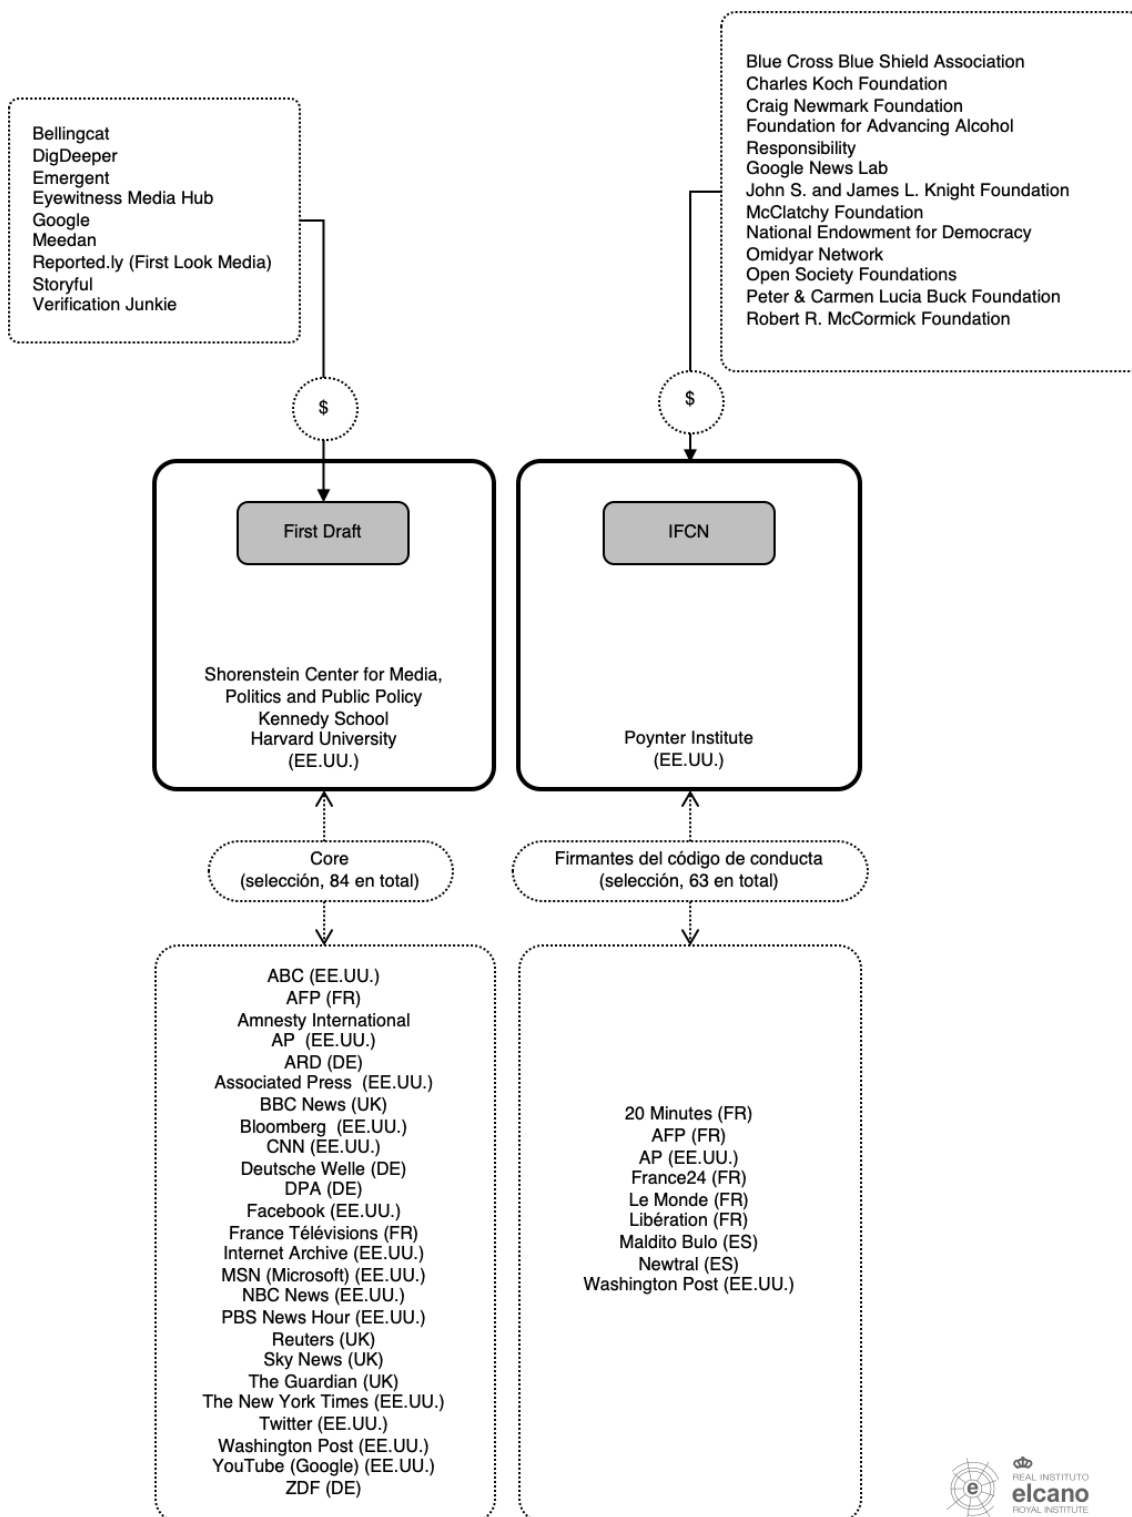 Blue Cross Blue Shield Association
Charles Koch Foundation
Craig Newmark Foundation
Foundation for Advancing Alcohol
Responsibility
Google News Lab
John S. and James L. Knight Foundation
McClatchy Foundation
National Endowment for Democracy
Omidyar Network
Open Society Foundations
Peter & Carmen Lucia Buck Foundation
Robert R. McCormick Foundation
Bellingcat
DigDeeper
Emergent
Eyewitness Media Hub
Google
Meedan
Reported.ly (First Look Media)
Storyful
Verification Junkie
$
$
First Draft
Shorenstein Center for Media,
Politics and Public Policy
Kennedy School
Harvard University
(EE.UU.)
IFCN
Poynter Institute
(EE.UU.)
Core
(selección, 84 en total)
Firmantes del código de conducta
(selección, 63 en total)
ABC (EE.UU.)
AFP (FR)
Amnesty International
AP (EE.UU.)
ARD (DE)
Associated Press (EE.UU.)
BBC News (UK)
Bloomberg (EE.UU.)
CNN (EE.UU.)
Deutsche Welle (DE)
DPA (DE)
Facebook (EE.UU.)
France Télévisions (FR)
Internet Archive (EE.UU.)
MSN (Microsoft) (EE.UU.)
NBC News (EE.UU.)
PBS News Hour (EE.UU.)
Reuters (UK)
Sky News (UK)
The Guardian (UK)
The New York Times (EE.UU.)
Twitter (EE.UU.)
Washington Post (EE.UU.)
YouTube (Google) (EE.UU.)
ZDF (DE)
20 Minutes (FR)
AFP (FR)
AP (EE.UU.)
France24 (FR)
Le Monde (FR)
Libération (FR)
Maldito Bulo (ES)
Newtral (ES)
Washington Post (EE.UU.)
e
REAL INSTITUTO
elcano
ROYAL INSTITUTE